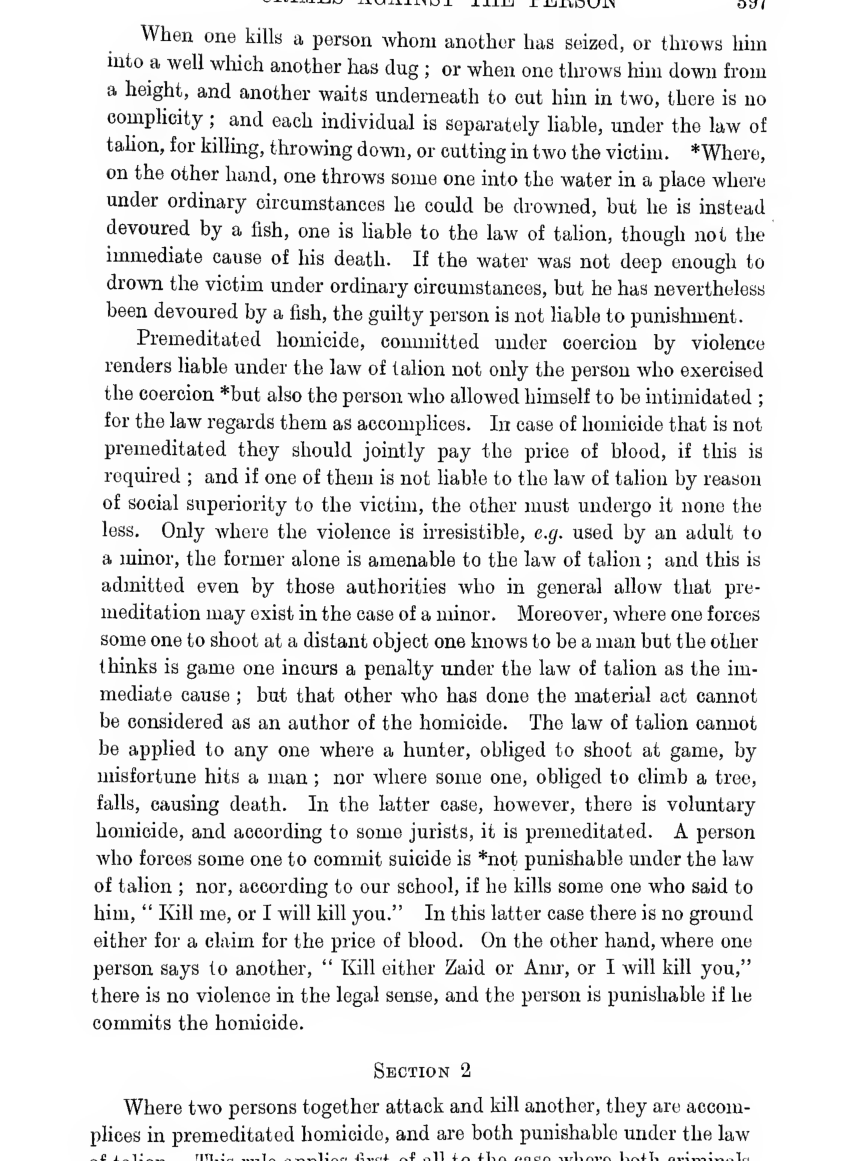 CRIMES AGAINST THE PERSON 397
When one kills a person whom another has seized, or throws him
into a well which another has dug ; or when one throws him down from
a height, and another waits underneath to cut him in two, there is no
complicity ; and each individual is separately liable, under the law of
talion, for killing, throwing down, or cutting in two the victim. *Where,
on the other hand, one throws some one into the water in a place where
under ordinary circumstances he could be drowned, but he is instead
devoured by a fish, one is liable to the law of talion, though not the
immediate cause of his death. If the water was not deep enough to
drown the victim under ordinary circumstances, but he has nevertheless
been devoured by a fish, the guilty person is not liable to punishment.
Premeditated homicide, committed under coercion by violence
renders liable under the law of talion not only the person who exercised
the coercion *but also the person who allowed himself to be intimidated ;
for the law regards them as accomplices. In case of homicide that is not
premeditated they should jointly pay the price of blood, if this is
required ; and if one of them is not liable to the law of talion by reason
of social superiority to the victim, the other must undergo it none the
less. Only where the violence is irresistible, e.g. used by an adult to
a minor, the former alone is amenable to the law of talion ; and this is
admitted even by those authorities who in general allow that pre-
meditation may exist in the case of a minor. Moreover, where one forces
some one to shoot at a distant object one knows to be a man but the other
thinks is game one incurs a penalty under the law of talion as the im-
mediate cause ; but that other who has done the material act cannot
be considered as an author of the homicide. The law of talion cannot
be applied to any one where a hunter, obliged to shoot at game, by
misfortune hits a man ; nor where some one, obliged to climb a tree,
falls, causing death. In the latter case, however, there is voluntary
homicide, and according to some jurists, it is premeditated. A person
who forces some one to commit suicide is *not punishable under the law
of talion ; nor, according to our school, if he kills some one who said to
him, “ Kill me, or I will kill you.” In this latter case there is no ground
either for a claim for the price of blood. On the other hand, where one
person says to another, “ Kill either Zaid or Amr, or I will kill you,”
there is no violence in the legal sense, and the person is punishable if he
commits the homicide.
SECTION 2
Where two persons together attack and kill another, they are accom-
plices in premeditated homicide, and are both punishable under the law
of talion. This rule applies first of all to the case where both criminals